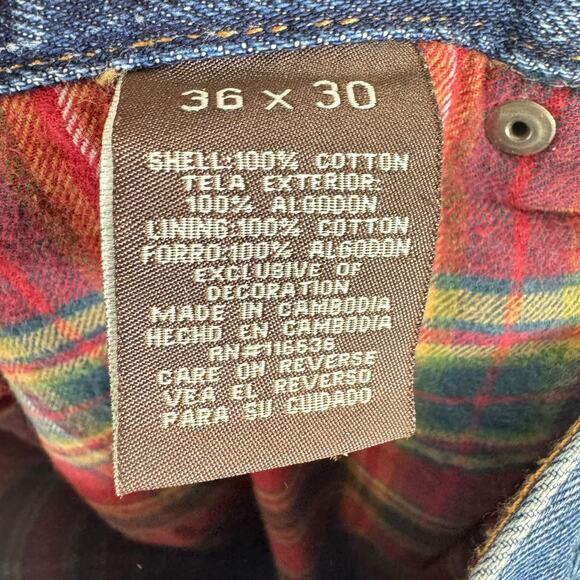 36 x 30
SHELL:100% COTTON
TELA EXTERIOR:
100% ALGODON
LINING:100% COTTON
FORRO:100% ALGODON
EXCLUSIVE OF
DECORATION
MADE IN CAMBODIA
HECHO EN CAMBODIA
RN#116636
CARE ON REVERSE
VEA EL REVERSO
PARA SU CUIDADO